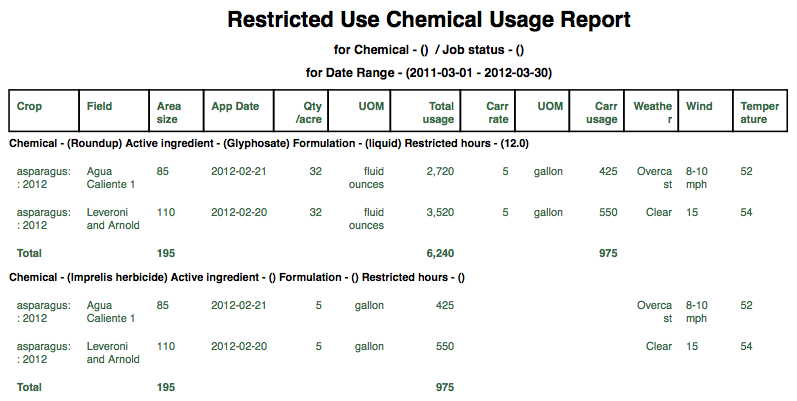 Restricted Use Chemical Usage Report
for Chemical - () / Job status - ()
for Date Range - (2011-03-01 - 2012-03-30)
Crop Field Area App Date Qty UOM Total Carr UOM Carr Weathe Wind Temper
size /acre usage rate usage r ature
Chemical - (Roundup) Active ingredient - (Glyphosate) Formulation - (liquid) Restricted hours - (12.0)
asparagus: Agua 85 2012-02-21 32 fluid 2,720 5 gallon 425 Overca 8-10 52
: 2012 Caliente 1 ounces st mph
asparagus: Leveroni 110 2012-02-20 32 fluid 3,520 5 gallon 550 Clear 15 54
: 2012 and Arnold ounces
Total 195 6,240 975
Chemical - (Imprelis herbicide) Active ingredient - () Formulation - () Restricted hours - ()
asparagus: Agua 85 2012-02-21 5 gallon 425 Overca 8-10 52
: 2012 Caliente 1 st mph
asparagus: Leveroni 110 2012-02-20 5 gallon 550 Clear 15 54
: 2012 and Arnold
Total 195 975